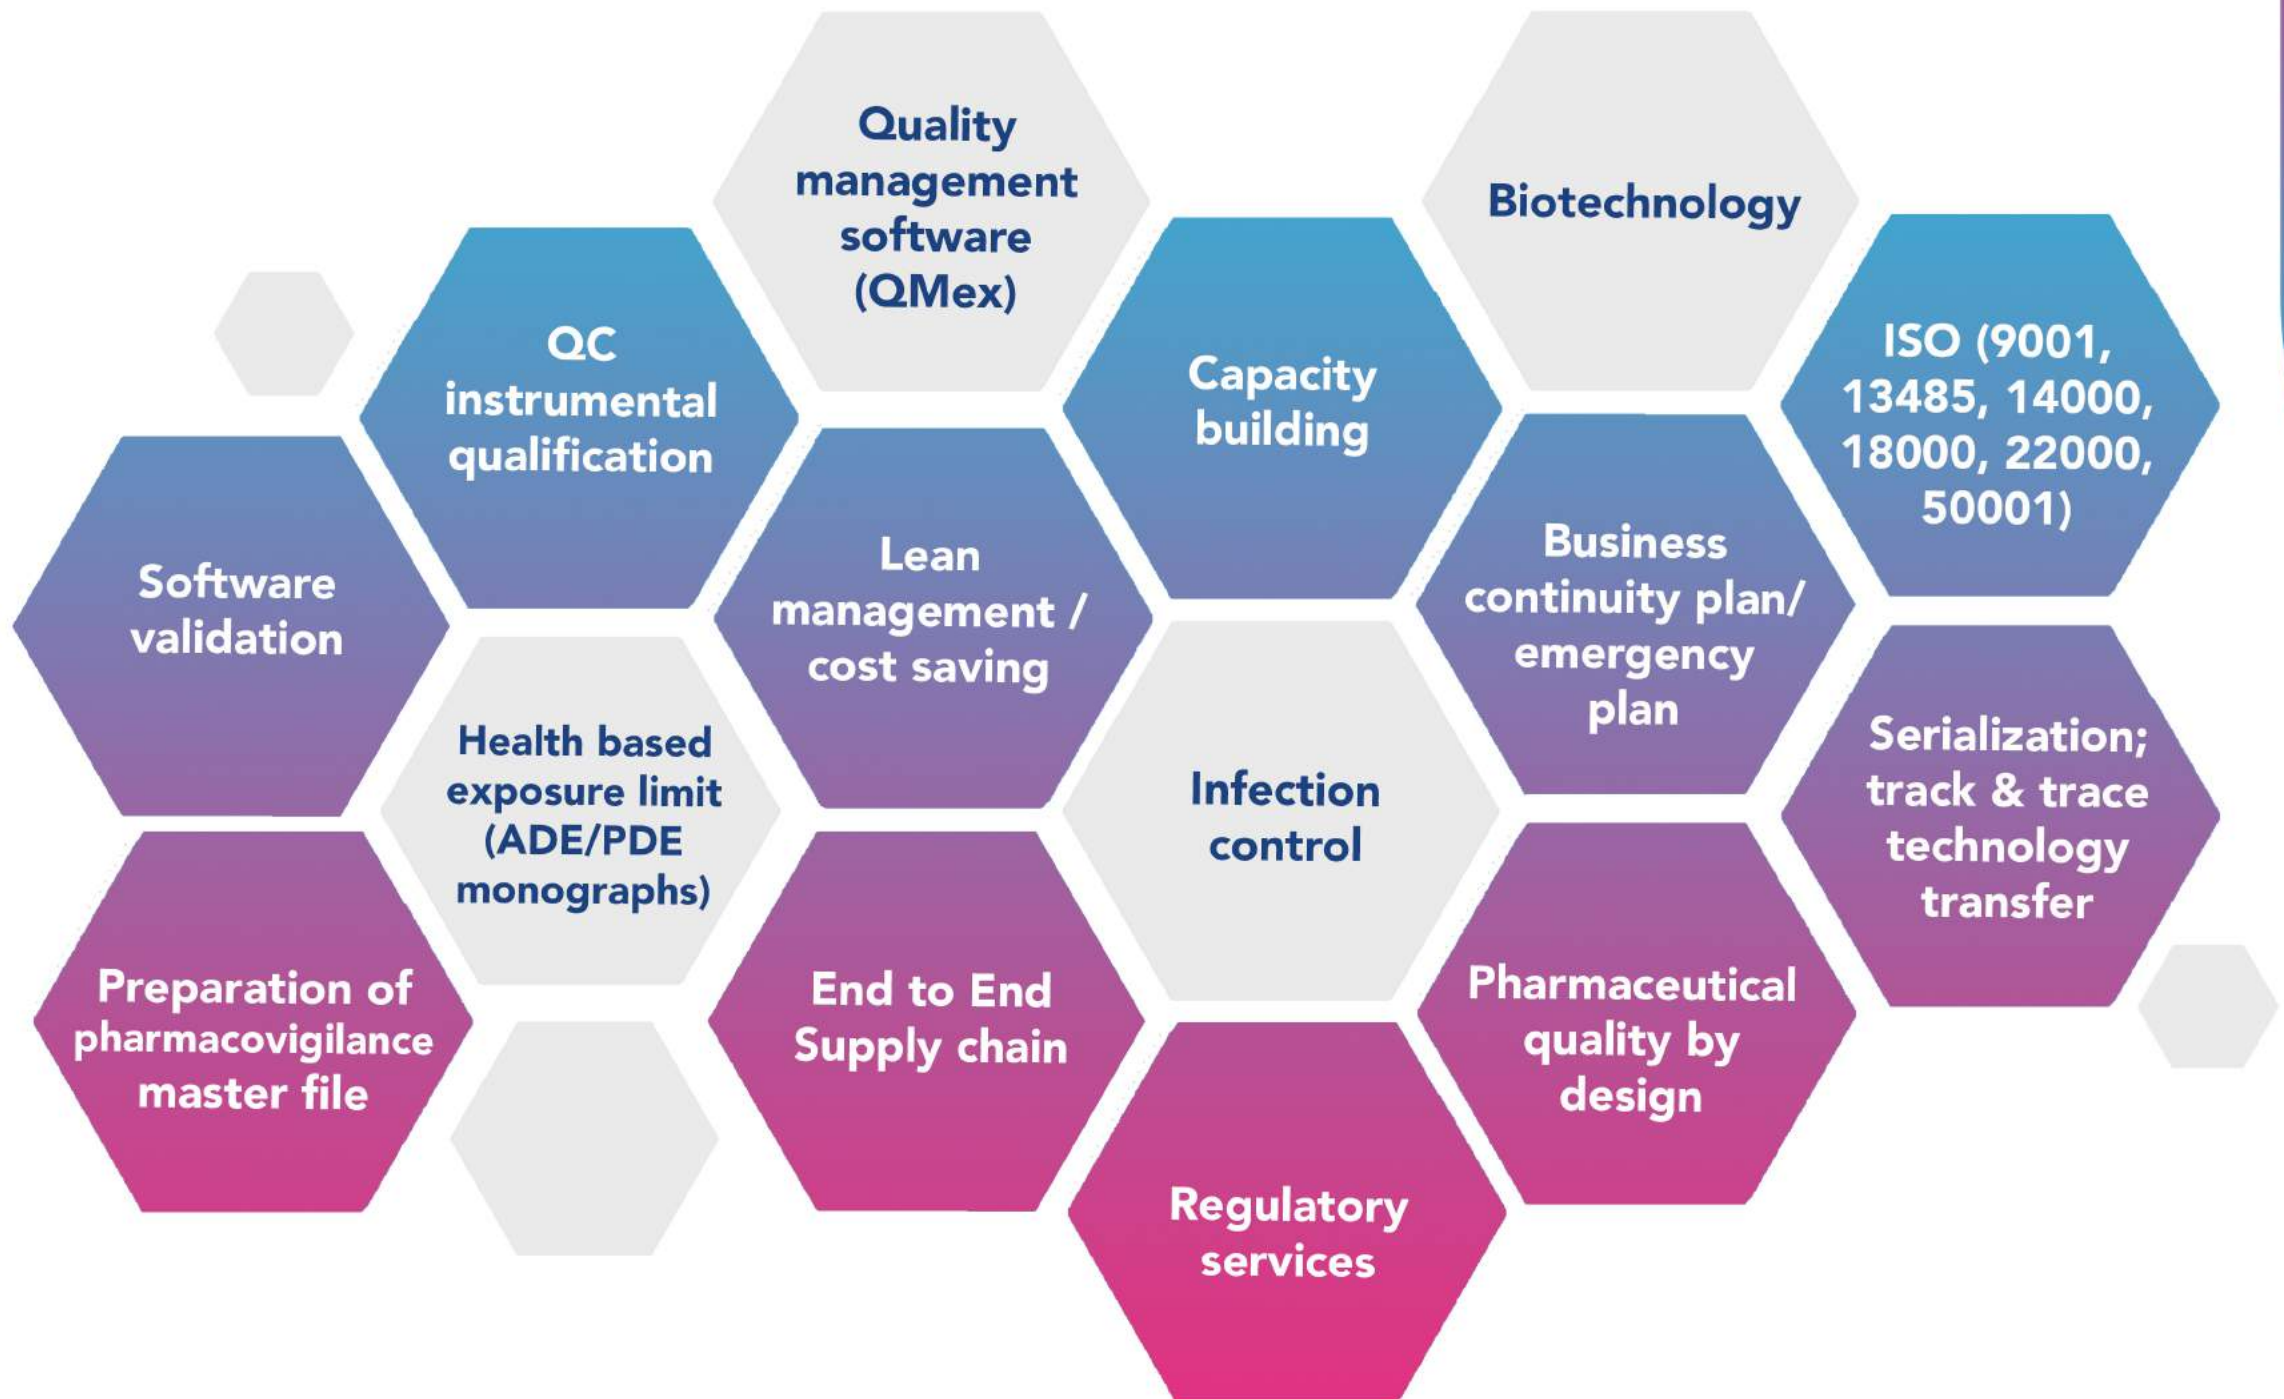 Quality
management
software
(QMex)
Biotechnology
QC
instrumental
qualification
Capacity
building
ISO (9001,
13485, 14000,
18000, 22000,
50001)
Software
validation
Lean
management /
cost saving
Business
continuity plan/
emergency
plan
Health based
exposure limit
(ADE/PDE
monographs)
Infection
control
Serialization;
track & trace
technology
transfer
Preparation of
pharmacovigilance
master file
End to End
Supply chain
Pharmaceutical
quality by
design
Regulatory
services